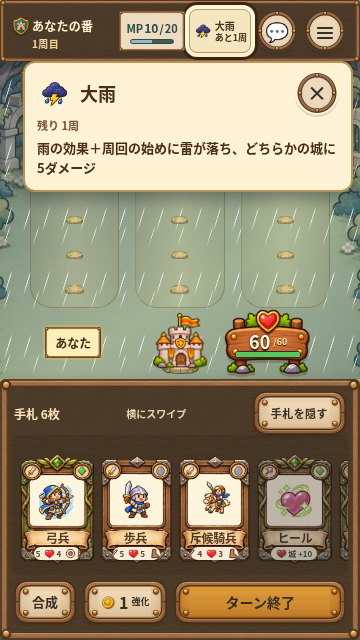 あなたの番
1周目
MP10/20
大雨
あと1周
大雨
残り 1周
雨の効果＋周回の始めに雷が落ち、どちらかの城に
5ダメージ
あなた
60/60
手札 6枚
横にスワイプ
手札を隠す
弓兵
5 4
歩兵
5 5
斥候騎兵
4 3
ヒール
城 +10
合成
1 強化
ターン終了